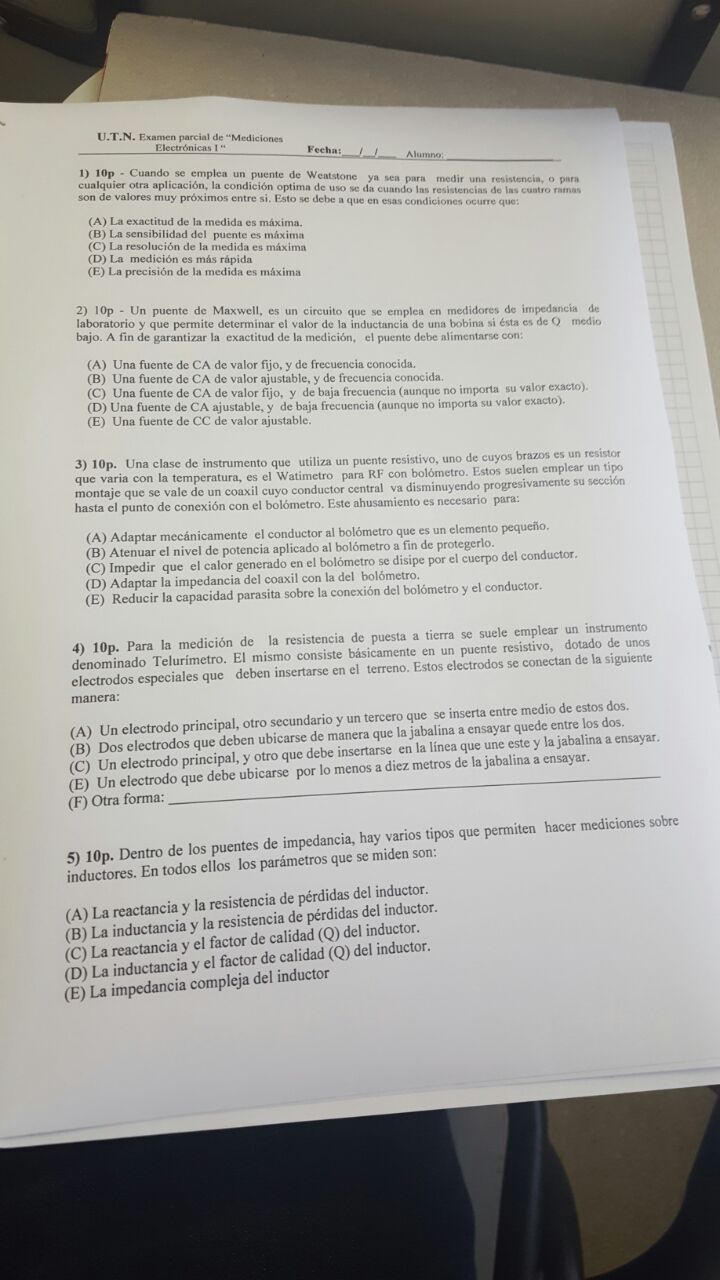 U.T.N. Examen parcial de “Mediciones
Electrónicas I “ Fecha:___/__/____ Alumno:
1) 10p - Cuando se emplea un puente de Weatstone ya sea para medir una resistencia, o para
cualquier otra aplicación, la condición optima de uso se da cuando las resistencias de las cuatro ramas
son de valores muy próximos entre si. Esto se debe a que en esas condiciones ocurre que:
(A) La exactitud de la medida es máxima.
(B) La sensibilidad del puente es máxima
(C) La resolución de la medida es máxima
(D) La medición es más rápida
(E) La precisión de la medida es máxima
2) 10p - Un puente de Maxwell, es un circuito que se emplea en medidores de impedancia de
laboratorio y que permite determinar el valor de la inductancia de una bobina si ésta es de Q medio
bajo. A fin de garantizar la exactitud de la medición, el puente debe alimentarse con:
(A) Una fuente de CA de valor fijo, y de frecuencia conocida.
(B) Una fuente de CA de valor ajustable, y de frecuencia conocida.
(C) Una fuente de CA de valor fijo, y de baja frecuencia (aunque no importa su valor exacto).
(D) Una fuente de CA ajustable, y de baja frecuencia (aunque no importa su valor exacto).
(E) Una fuente de CC de valor ajustable.
3) 10p. Una clase de instrumento que utiliza un puente resistivo, uno de cuyos brazos es un resistor
que varia con la temperatura, es el Watimetro para RF con bolómetro. Estos suelen emplear un tipo
montaje que se vale de un coaxil cuyo conductor central va disminuyendo progresivamente su sección
hasta el punto de conexión con el bolómetro. Este ahusamiento es necesario para:
(A) Adaptar mecánicamente el conductor al bolómetro que es un elemento pequeño.
(B) Atenuar el nivel de potencia aplicado al bolómetro a fin de protegerlo.
(C) Impedir que el calor generado en el bolómetro se disipe por el cuerpo del conductor.
(D) Adaptar la impedancia del coaxil con la del bolómetro.
(E) Reducir la capacidad parasita sobre la conexión del bolómetro y el conductor.
4) 10p. Para la medición de la resistencia de puesta a tierra se suele emplear un instrumento
denominado Telurímetro. El mismo consiste básicamente en un puente resistivo, dotado de unos
electrodos especiales que deben insertarse en el terreno. Estos electrodos se conectan de la siguiente
manera:
(A) Un electrodo principal, otro secundario y un tercero que se inserta entre medio de estos dos.
(B) Dos electrodos que deben ubicarse de manera que la jabalina a ensayar quede entre los dos.
(C) Un electrodo principal, y otro que debe insertarse en la línea que une este y la jabalina a ensayar.
(E) Un electrodo que debe ubicarse por lo menos a diez metros de la jabalina a ensayar.
(F) Otra forma:
5) 10p. Dentro de los puentes de impedancia, hay varios tipos que permiten hacer mediciones sobre
inductores. En todos ellos los parámetros que se miden son:
(A) La reactancia y la resistencia de pérdidas del inductor.
(B) La inductancia y la resistencia de pérdidas del inductor.
(C) La reactancia y el factor de calidad (Q) del inductor.
(D) La inductancia y el factor de calidad (Q) del inductor.
(E) La impedancia compleja del inductor